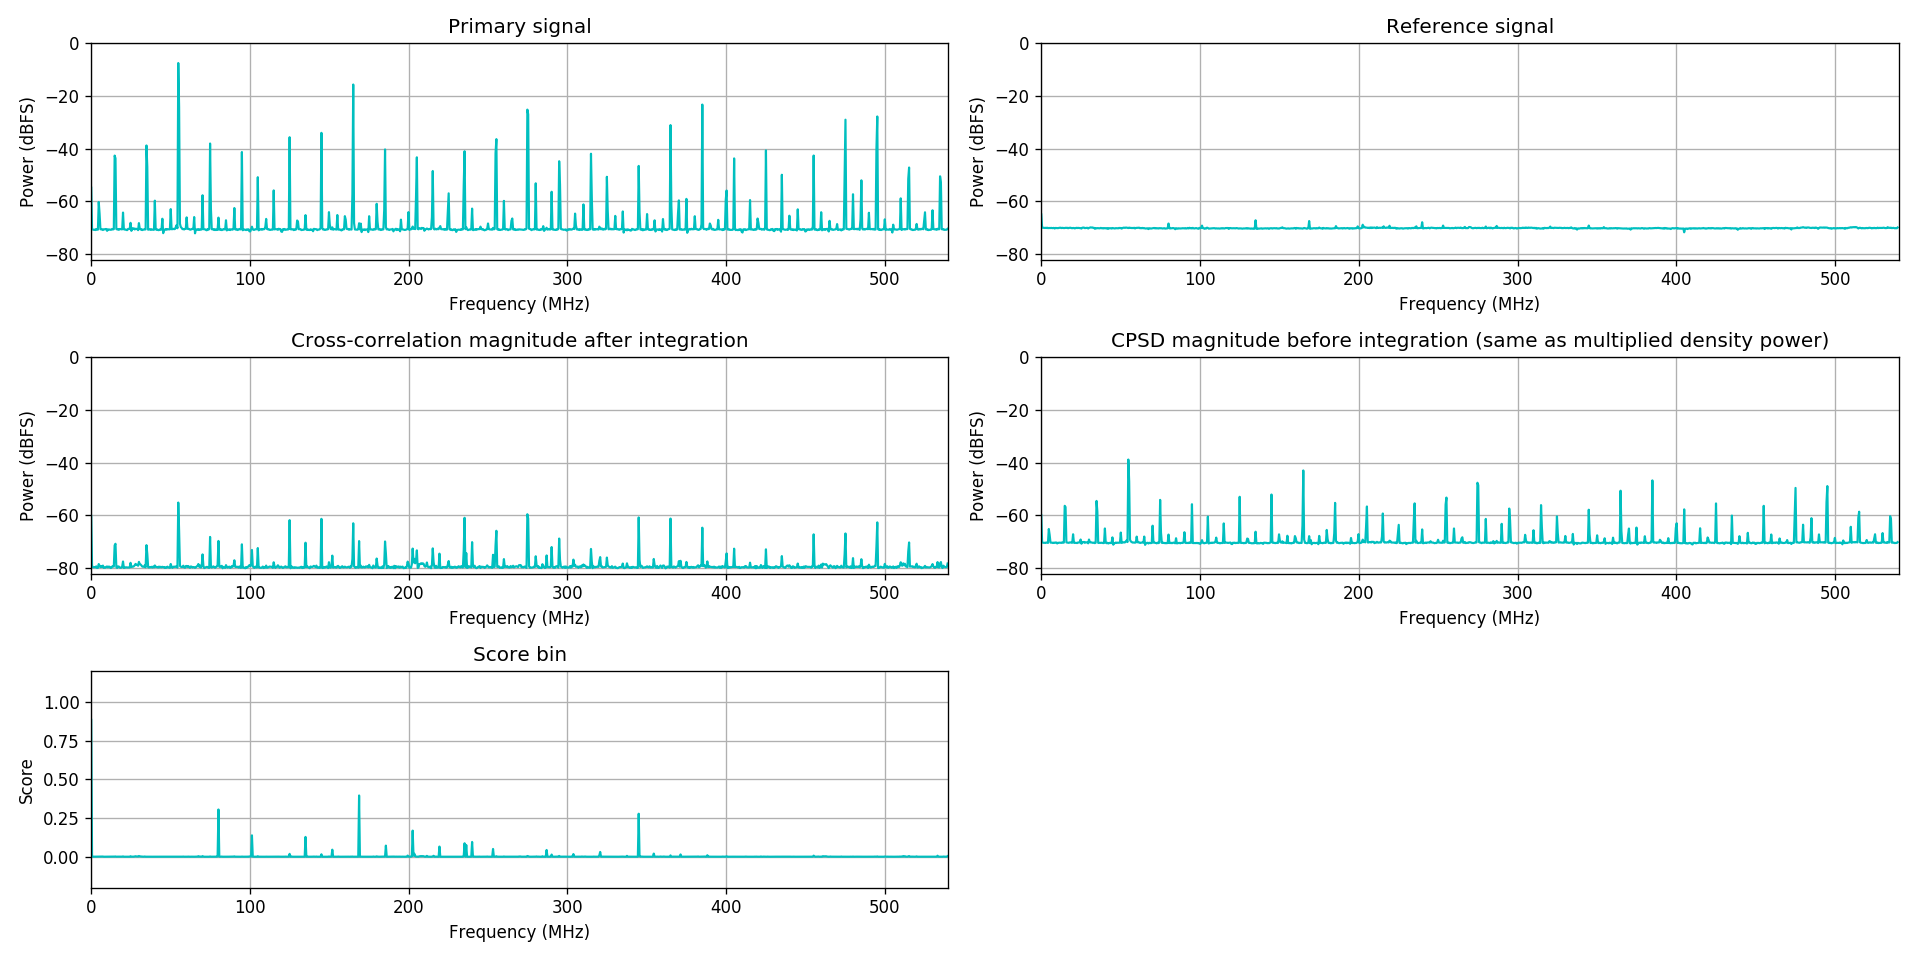 Primary signal
0
−20
−40
−60
−80
Power (dBFS)
0 100 200 300 400 500
Frequency (MHz)
Reference signal
0
−20
−40
−60
−80
Power (dBFS)
0 100 200 300 400 500
Frequency (MHz)
Cross-correlation magnitude after integration
0
−20
−40
−60
−80
Power (dBFS)
0 100 200 300 400 500
Frequency (MHz)
CPSD magnitude before integration (same as multiplied density power)
0
−20
−40
−60
−80
Power (dBFS)
0 100 200 300 400 500
Frequency (MHz)
Score bin
1.00
0.75
0.50
0.25
0.00
Score
0 100 200 300 400 500
Frequency (MHz)